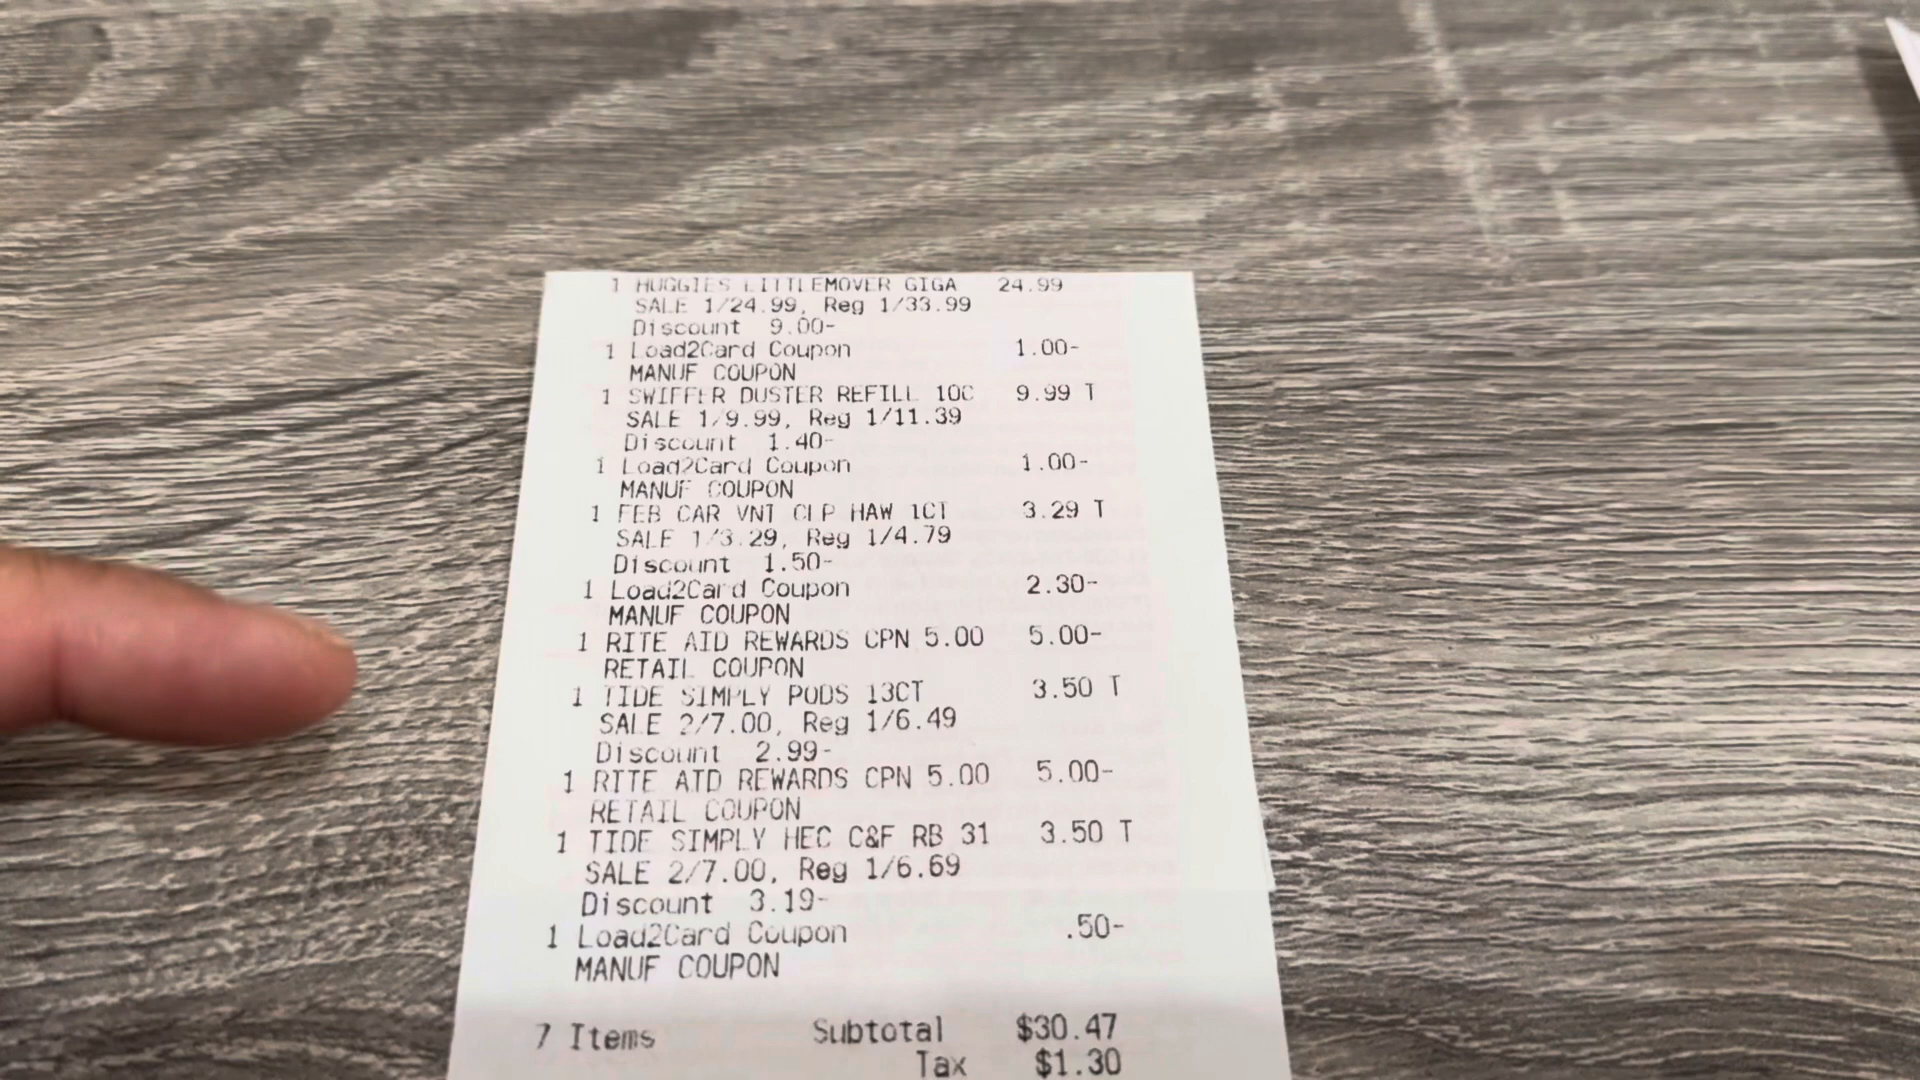 1 HUGGIES LITTLEMOVER GIGA 24.99
SALE 1/24.99, Reg 1/33.99
Discount 9.00-
1 Load2Card Coupon 1.00-
MANUF COUPON
1 SWIFFER DUSTER REFILL 10C 9.99 T
SALE 1/9.99, Reg 1/11.39
Discount 1.40-
1 Load2Card Coupon 1.00-
MANUF COUPON
1 FEB CAR VNT CLP HAW 1CT 3.29 T
SALE 1/3.29, Reg 1/4.79
Discount 1.50-
1 Load2Card Coupon 2.30-
MANUF COUPON
1 RITE AID REWARDS CPN 5.00 5.00-
RETAIL COUPON
1 TIDE SIMPLY PODS 13CT 3.50 T
SALE 2/7.00, Reg 1/6.49
Discount 2.99-
1 RITE AID REWARDS CPN 5.00 5.00-
RETAIL COUPON
1 TIDE SIMPLY HEC C&F RB 31 3.50 T
SALE 2/7.00, Reg 1/6.69
Discount 3.19-
1 Load2Card Coupon .50-
MANUF COUPON
7 Items Subtotal $30.47
Tax $1.30